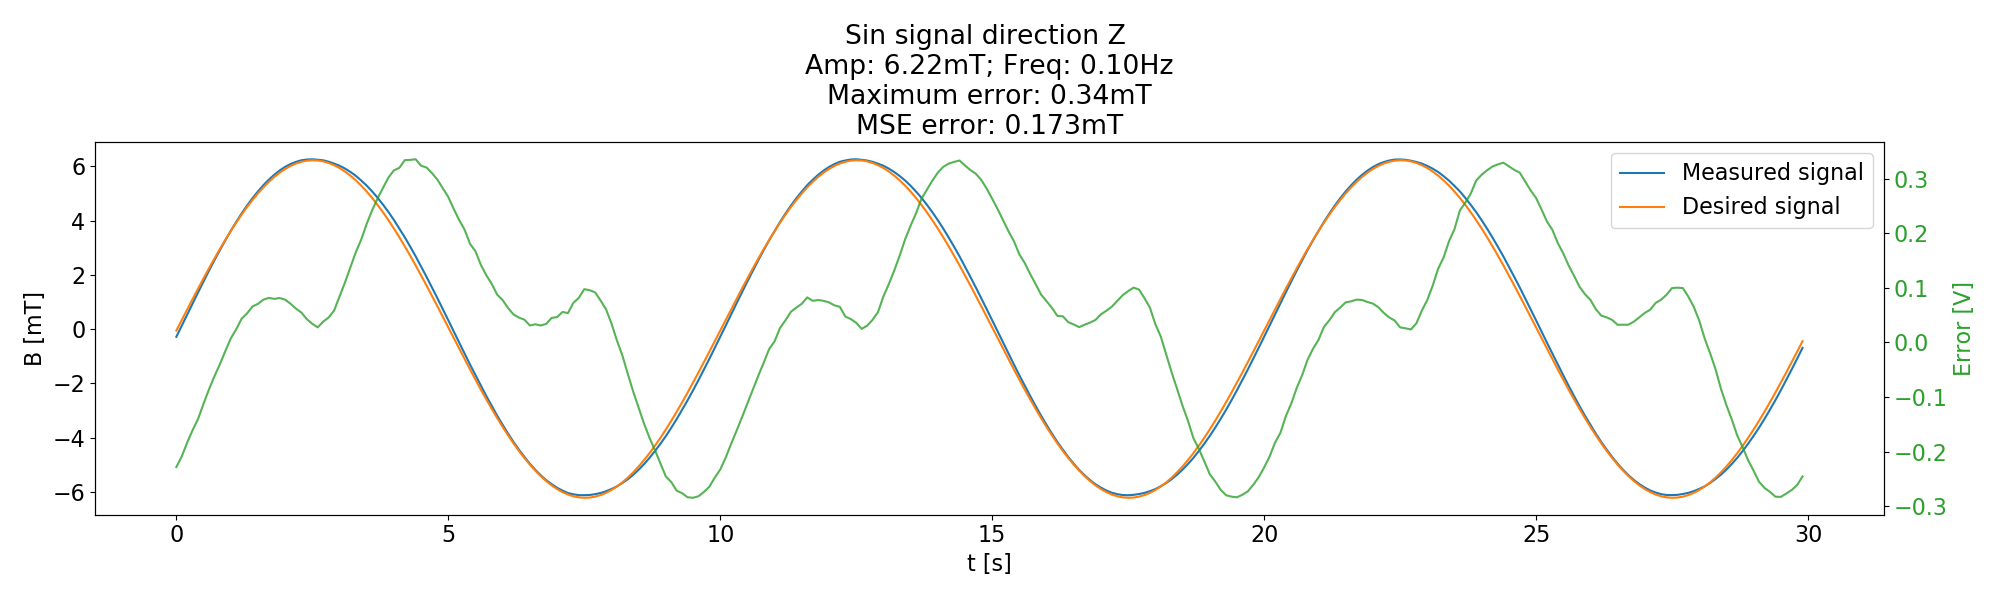 Sin signal direction Z
Amp: 6.22mT; Freq: 0.10Hz
Maximum error: 0.34mT
MSE error: 0.173mT
Measured signal
Desired signal
B [mT]
6
4
2
0
−2
−4
−6
Error [V]
0.3
0.2
0.1
0.0
−0.1
−0.2
−0.3
0 5 10 15 20 25 30
t [s]